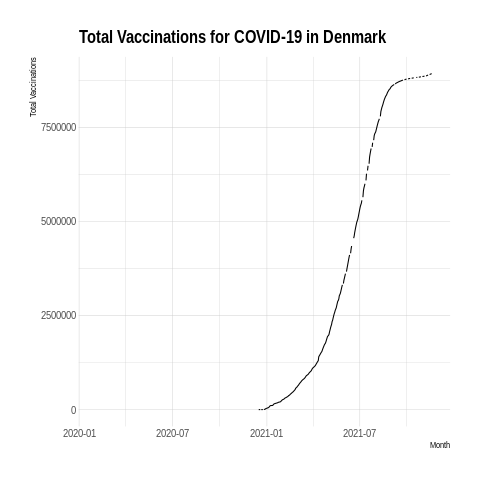 Total Vaccinations for COVID-19 in Denmark
Total Vaccinations
7500000
5000000
2500000
0
2020-01 2020-07 2021-01 2021-07
Month